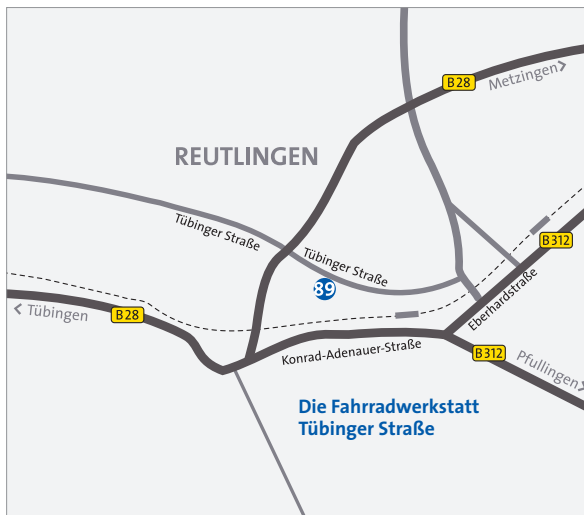 B28
Metzingen
REUTLINGEN
Tübinger Straße
Tübinger Straße
B312
89
Eberhardstraße
Tübingen
B28
Konrad-Adenauer-Straße
B312
Pfullingen
Die Fahrradwerkstatt
Tübinger Straße